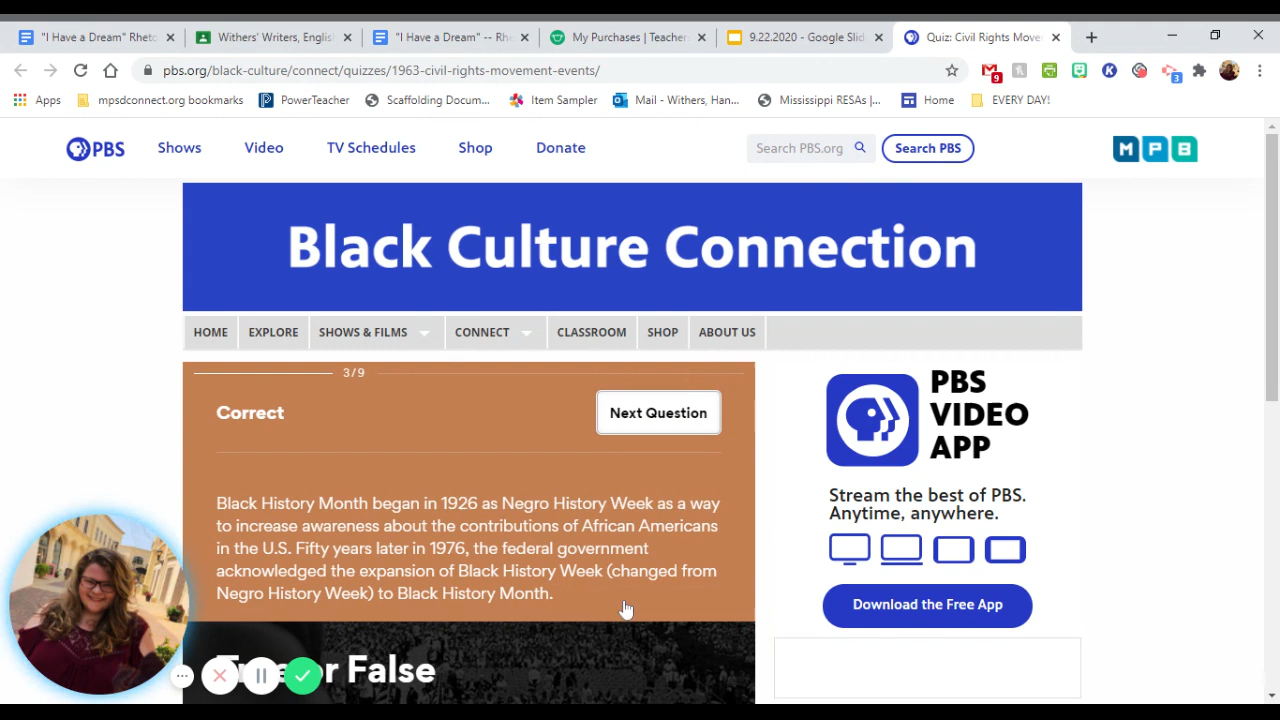 "I Have a Dream" Rheto
Withers' Writers, Englis
"I Have a Dream" -- Rhe
My Purchases | Teachers
9.22.2020 - Google Slid
Quiz: Civil Rights Move
pbs.org/black-culture/connect/quizzes/1963-civil-rights-movement-events/
9
3
Apps
mpsdconnect.org bookmarks
PowerTeacher
Scaffolding Docum...
Item Sampler
Mail - Withers, Han...
Mississippi RESAs |...
Home
EVERY DAY!
PBS
Shows
Video
TV Schedules
Shop
Donate
Search PBS.org
Search PBS
MPB
Black Culture Connection
HOME
EXPLORE
SHOWS & FILMS
CONNECT
CLASSROOM
SHOP
ABOUT US
3/9
Correct
Next Question
Black History Month began in 1926 as Negro History Week as a way
to increase awareness about the contributions of African Americans
in the U.S. Fifty years later in 1976, the federal government
acknowledged the expansion of Black History Week (changed from
Negro History Week) to Black History Month.
True or False
PBS
VIDEO
APP
Stream the best of PBS.
Anytime, anywhere.
Download the Free App